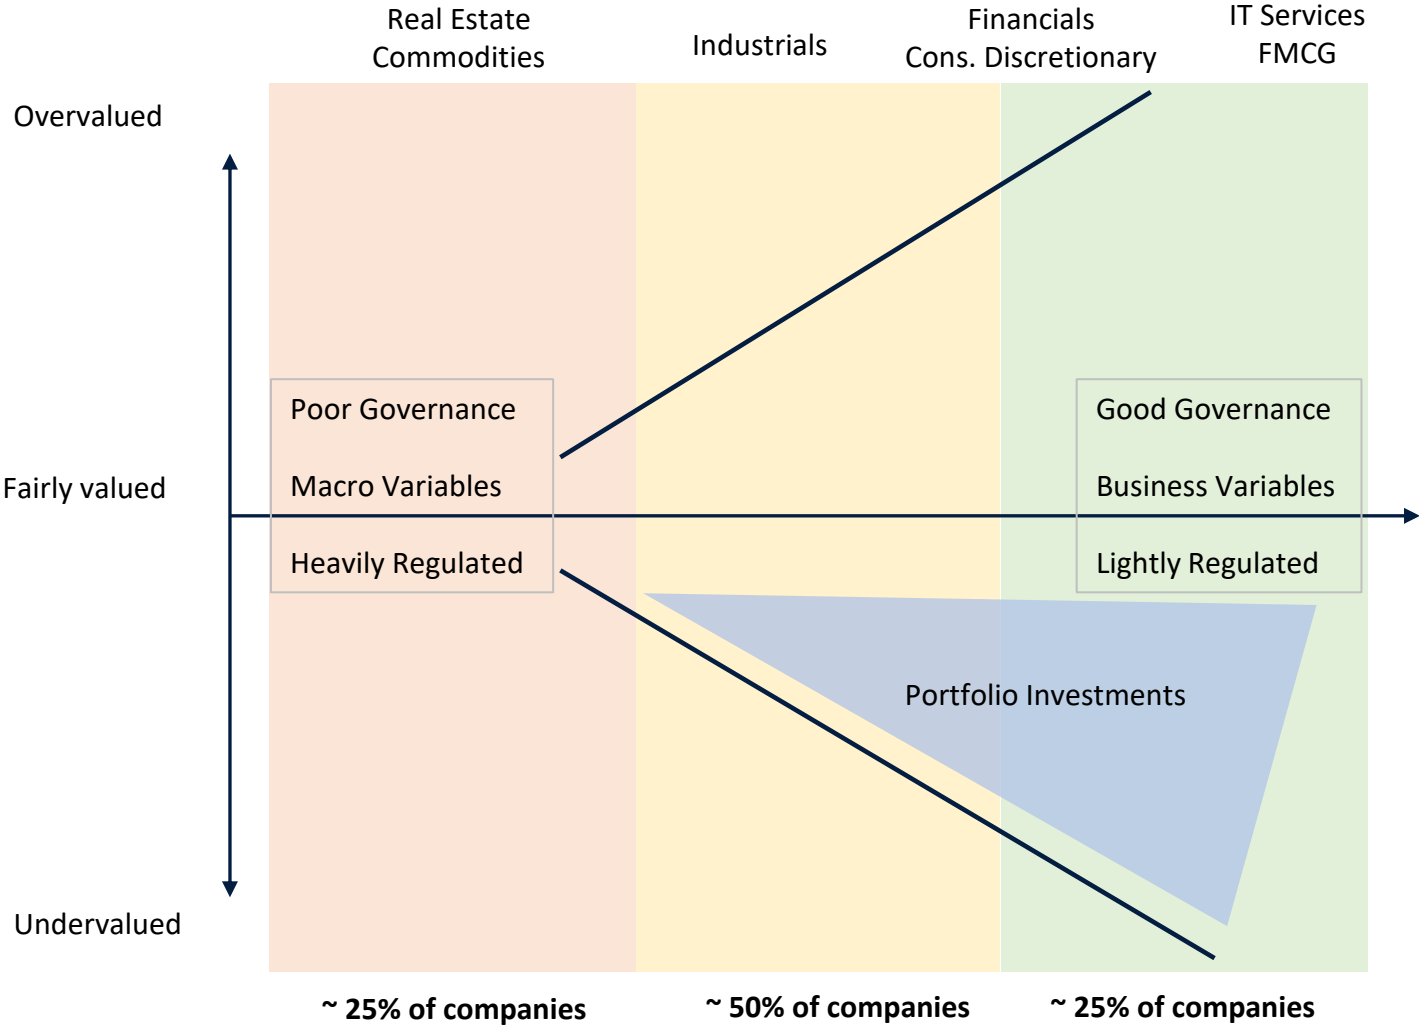 Real Estate
Commodities
Industrials
Financials
Cons. Discretionary
IT Services
FMCG
Overvalued
Poor Governance
Good Governance
Fairly valued
Macro Variables
Business Variables
Heavily Regulated
Lightly Regulated
Portfolio Investments
Undervalued
~ 25% of companies
~ 50% of companies
~ 25% of companies